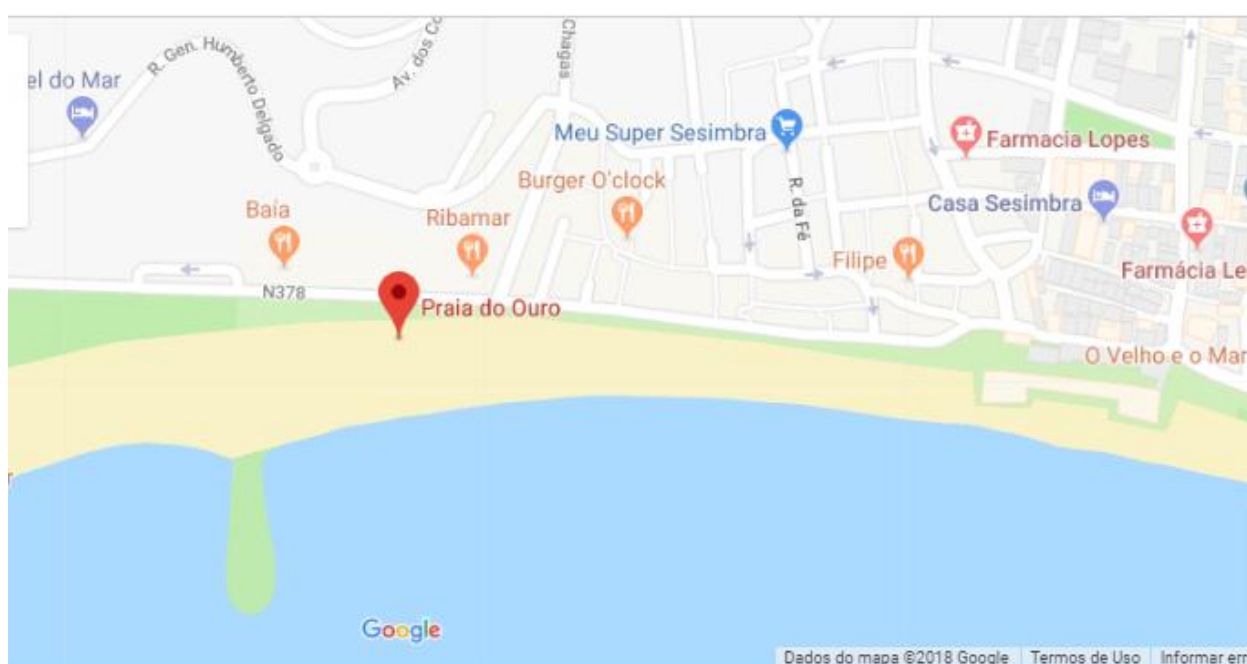 Chagas
R. Gen. Humberto Delgado
Av. dos Co
el do Mar
Meu Super Sesimbra
Farmacia Lopes
Burger O'clock
R. da Fé
Casa Sesimbra
Baía
Ribamar
Filipe
Farmácia Le
N378
Praia do Ouro
O Velho e o Mar
r
Google
Dados do mapa ©2018 Google
Termos de Uso
Informar err